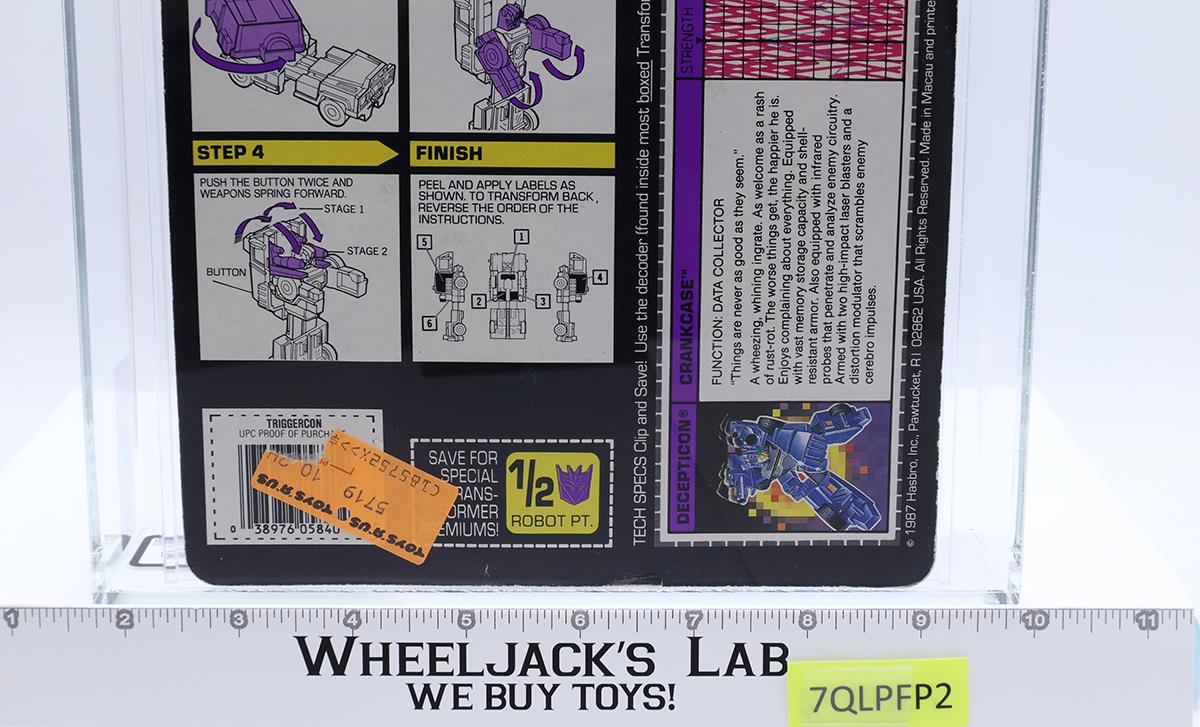 STEP 4
FINISH
PUSH THE BUTTON TWICE AND
WEAPONS SPRING FORWARD.
STAGE 1
STAGE 2
BUTTON
PEEL AND APPLY LABELS AS
SHOWN. TO TRANSFORM BACK,
REVERSE THE ORDER OF THE
INSTRUCTIONS.
1
5
4
2
3
6
TRIGGERCON
UPC PROOF OF PURCHA
0 38976 0584
TOYS R US
5719
C185752X>>#
10
TOYS R US
SAVE FOR
SPECIAL
TRANS-
FORMER
PREMIUMS!
1/2
ROBOT PT.
TECH SPECS Clip and Save! Use the decoder (found inside most boxed Transfor
STRENGTH
DECEPTICON® CRANKCASE™
FUNCTION: DATA COLLECTOR
"Things are never as good as they seem."
A wheezing, whining ingrate. As welcome as a rash
of rust-rot. The worse things get, the happier he is.
Enjoys complaining about everything. Equipped
with a vast memory storage capacity and shell-
resistant armor. Also equipped with infrared
probes that penetrate and analyze enemy circuitry.
Armed with two high-impact laser blasters and a
distortion modulator that scrambles enemy
cerebro impulses.
© 1987 Hasbro, Inc., Pawtucket, R I 02862 USA. All Rights Reserved. Made in Macau and printe
1 2 3 4 5 6 7 8 9 10 11
WHEELJACK'S LAB
WE BUY TOYS!
7QLPFP2